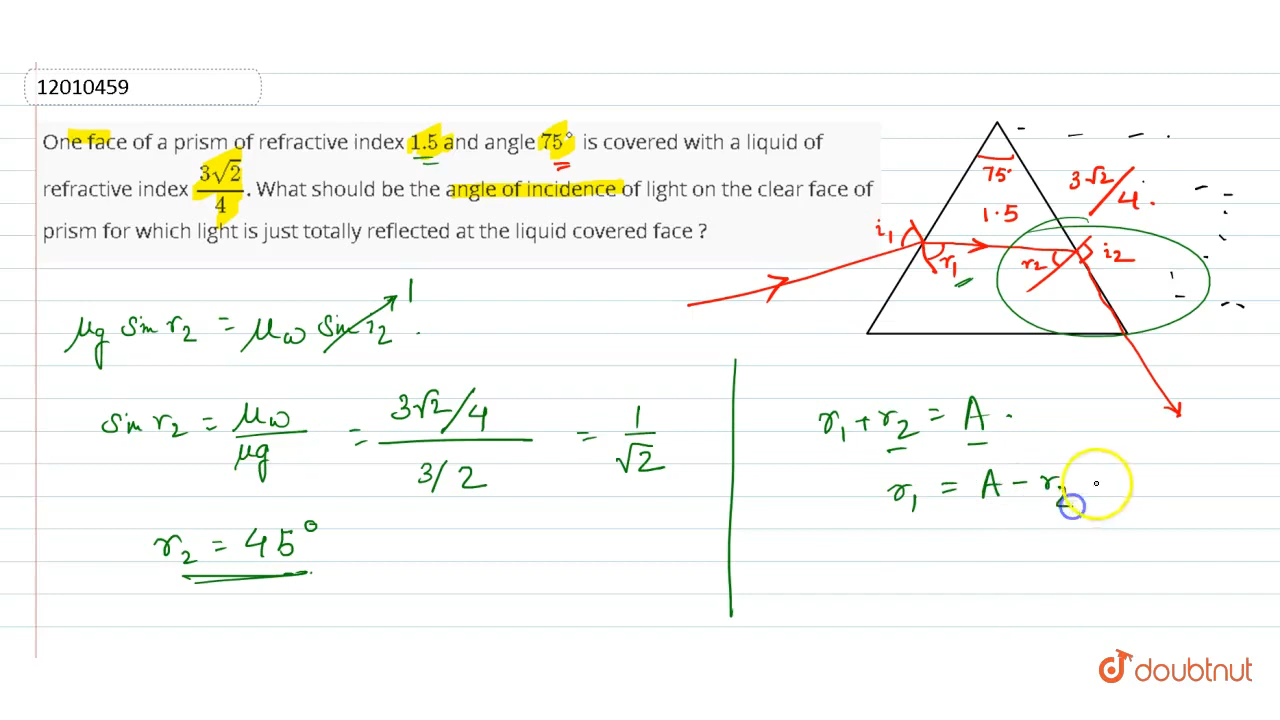 12010459
One face of a prism of refractive index 1.5 and angle 75° is covered with a liquid of
refractive index 3√2/4. What should be the angle of incidence of light on the clear face of
prism for which light is just totally reflected at the liquid covered face ?
75°
1.5
3√2/4.
i₁
r₁
r₂
i₂
μg sin r₂ = μω sin r₂ .
1
sin r₂ = μω/μg = (3√2/4)/(3/2) = 1/√2
r₂ = 45°
r₁ + r₂ = A .
r₁ = A - r₂
doubtnut